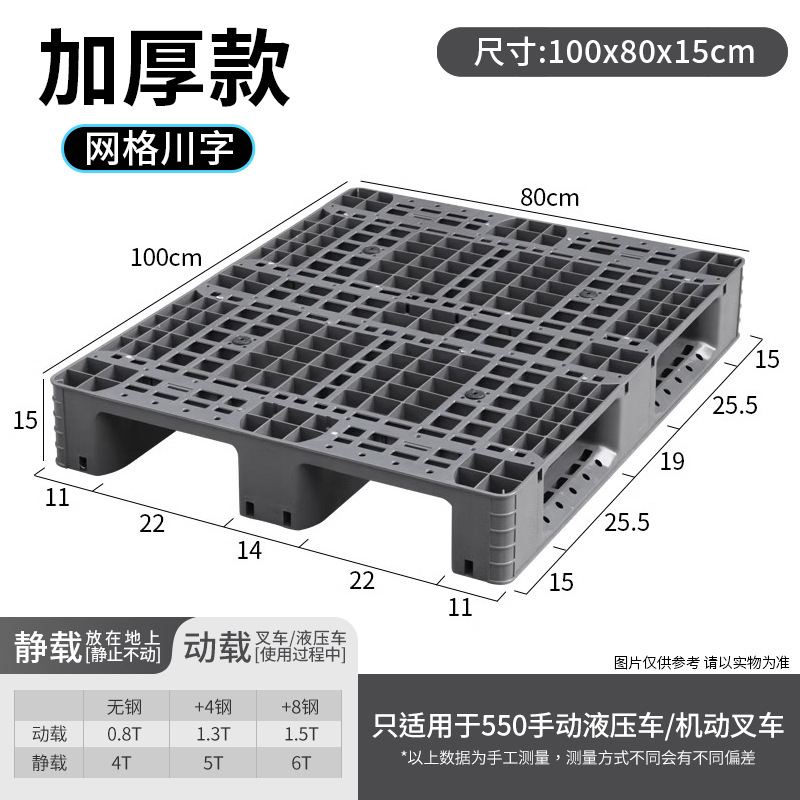 加厚款
网格川字
尺寸:100x80x15cm
80cm
100cm
15
11
22
14
22
11
15
25.5
19
25.5
15
静载 放在地上
[静止不动]
动载 叉车/液压车
[使用过程中]
图片仅供参考 请以实物为准
无钢 +4钢 +8钢
动载 0.8T 1.3T 1.5T
静载 4T 5T 6T
只适用于550手动液压车/机动叉车
*以上数据为手工测量，测量方式不同会有不同偏差